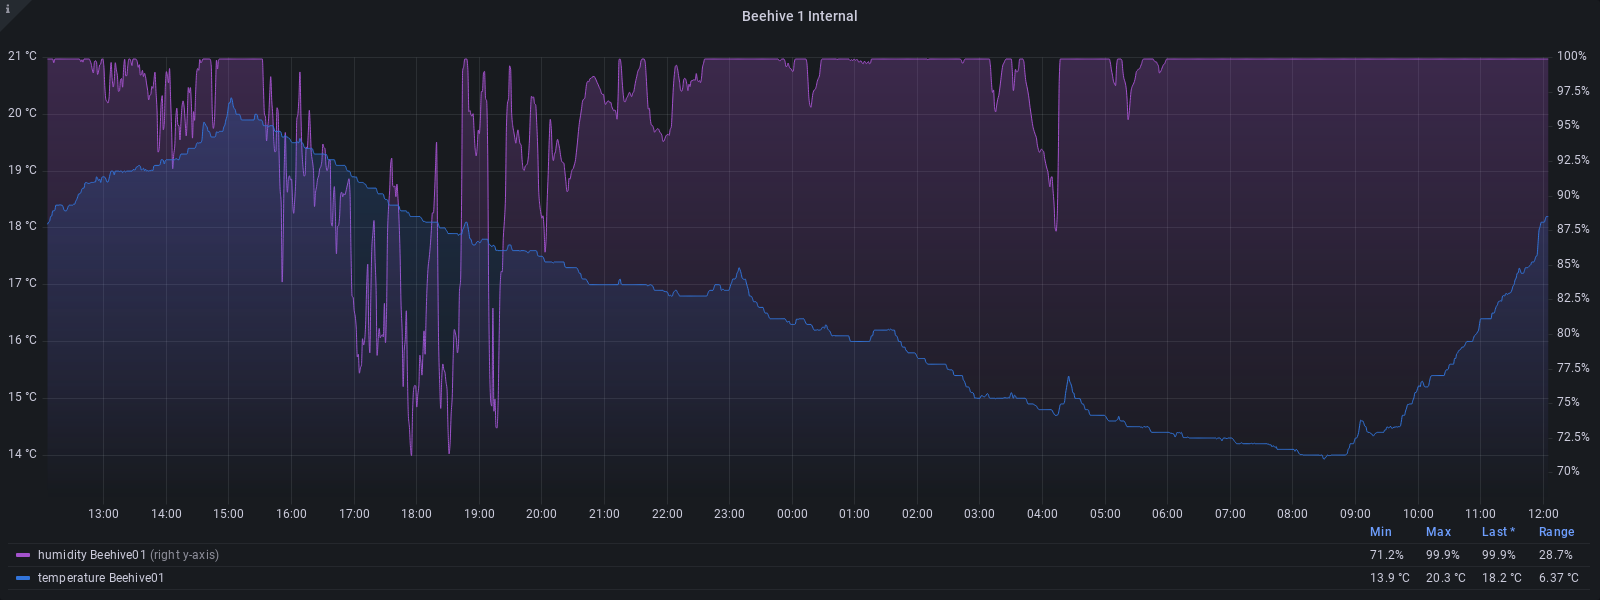 i
Beehive 1 Internal
21 °C
20 °C
19 °C
18 °C
17 °C
16 °C
15 °C
14 °C
100%
97.5%
95%
92.5%
90%
87.5%
85%
82.5%
80%
77.5%
75%
72.5%
70%
13:00 14:00 15:00 16:00 17:00 18:00 19:00 20:00 21:00 22:00 23:00 00:00 01:00 02:00 03:00 04:00 05:00 06:00 07:00 08:00 09:00 10:00 11:00 12:00
Min Max Last * Range
humidity Beehive01 (right y-axis) 71.2% 99.9% 99.9% 28.7%
temperature Beehive01 13.9 °C 20.3 °C 18.2 °C 6.37 °C